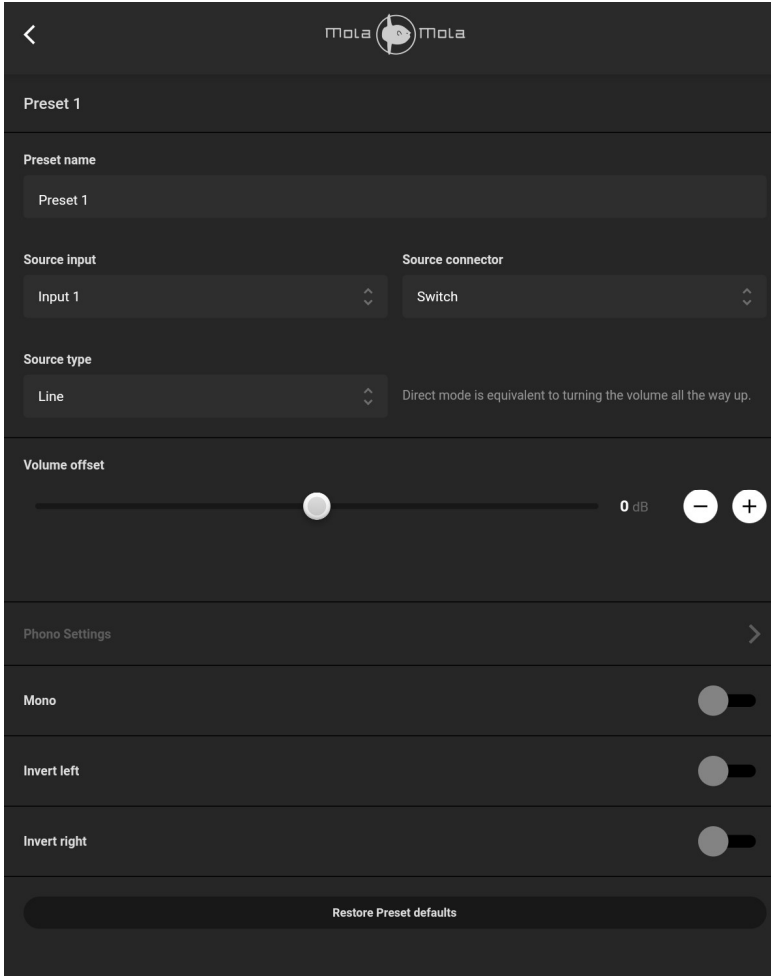 mola mola
Preset 1
Preset name
Preset 1
Source input
Source connector
Input 1
Switch
Source type
Line
Direct mode is equivalent to turning the volume all the way up.
Volume offset
0 dB
Phono Settings
Mono
Invert left
Invert right
Restore Preset defaults